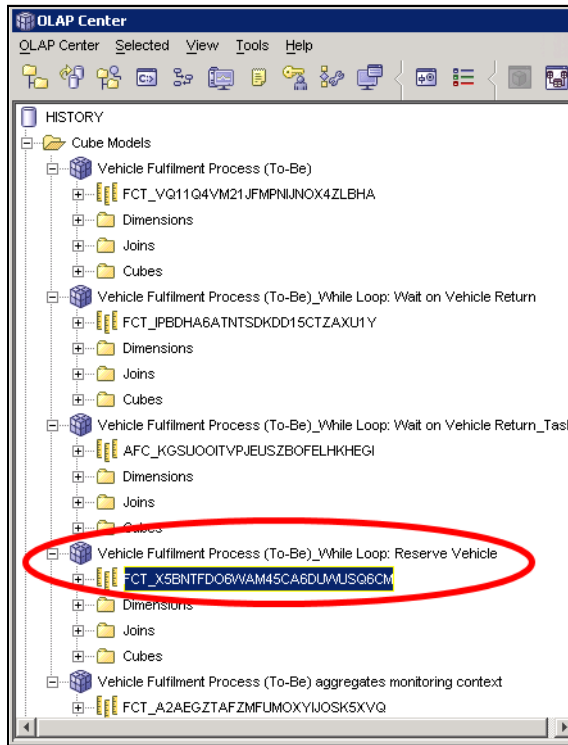 OLAP Center
OLAP Center Selected View Tools Help
HISTORY
Cube Models
Vehicle Fulfilment Process (To-Be)
FCT_VQ11Q4VM21JFMPNIJNOX4ZLBHA
Dimensions
Joins
Cubes
Vehicle Fulfilment Process (To-Be)_While Loop: Wait on Vehicle Return
FCT_IPBDHA6ATNTSDKDD15CTZAXU1Y
Dimensions
Joins
Cubes
Vehicle Fulfilment Process (To-Be)_While Loop: Wait on Vehicle Return_Tas
AFC_KGSUOOITVPJEUSZBOFELHKHEGI
Dimensions
Joins
Cubes
Vehicle Fulfilment Process (To-Be)_While Loop: Reserve Vehicle
FCT_X5BNTFDO6WAM45CA6DUWUSQ6CM
Dimensions
Joins
Cubes
Vehicle Fulfilment Process (To-Be) aggregates monitoring context
FCT_A2AEGZTAFZMFUMOXYIJOSK5XVQ